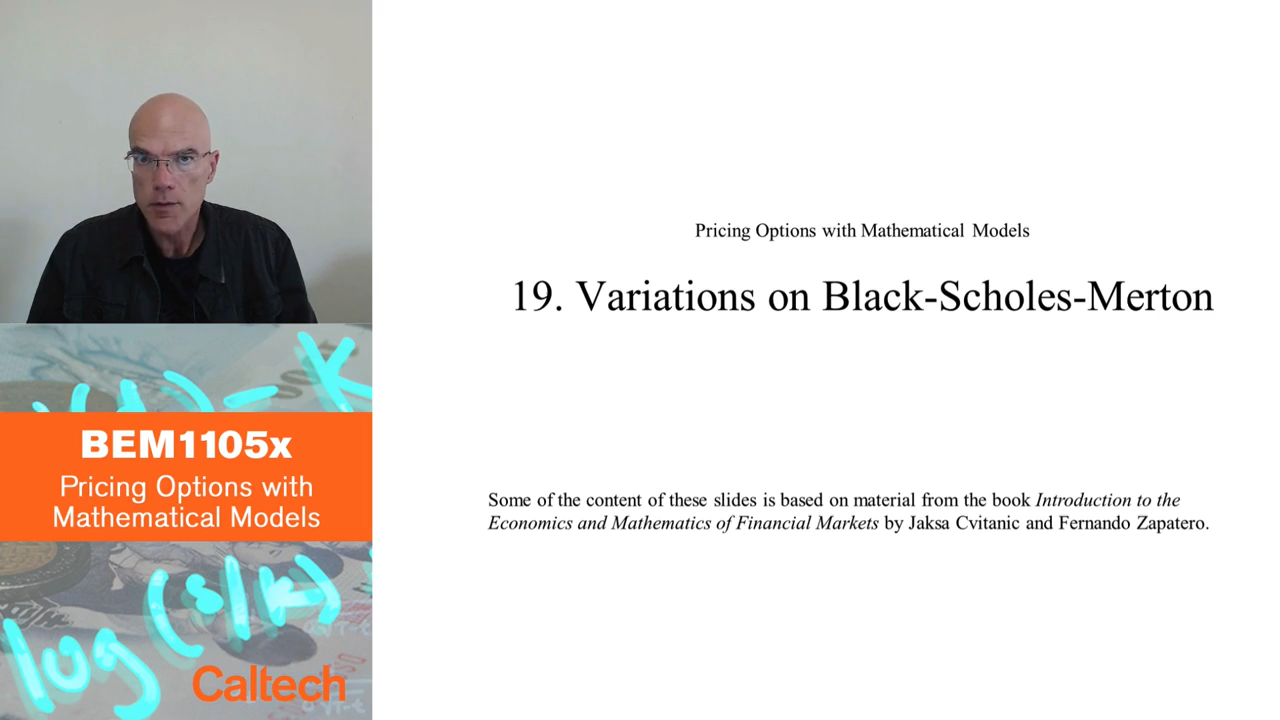 Pricing Options with Mathematical Models
19. Variations on Black-Scholes-Merton
Some of the content of these slides is based on material from the book Introduction to the
Economics and Mathematics of Financial Markets by Jaksa Cvitanic and Fernando Zapatero.
BEM1105x
Pricing Options with
Mathematical Models
log (s/k)
Caltech